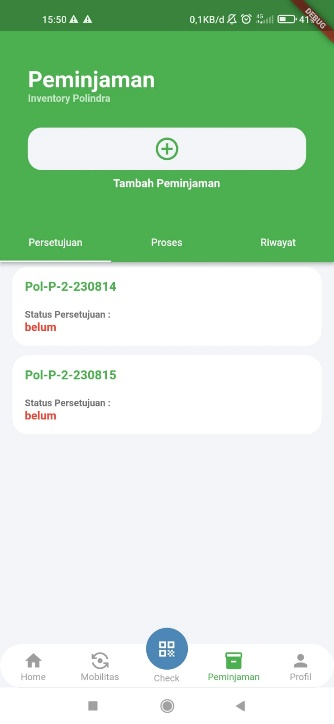 15:50 0,1KB/d 4G 41
DEBUG
Peminjaman
Inventory Polindra
Tambah Peminjaman
Persetujuan Proses Riwayat
Pol-P-2-230814
Status Persetujuan :
belum
Pol-P-2-230815
Status Persetujuan :
belum
Home Mobilitas Check Peminjaman Profil